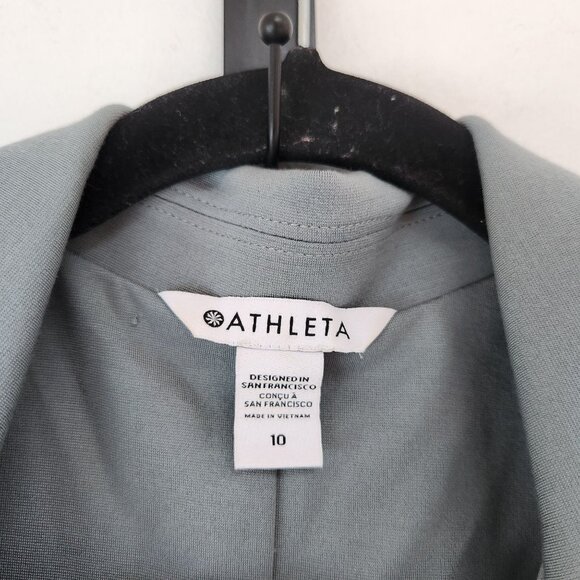 ATHLETA
DESIGNED IN
SAN FRANCISCO
CONÇU À
SAN FRANCISCO
MADE IN VIETNAM
10